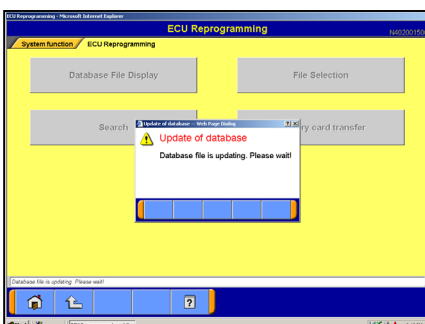 ECU Reprogramming - Microsoft Internet Explorer
ECU Reprogramming
System function
ECU Reprogramming
Database File Display
File Selection
Search
ry card transfer
Update of database -- Web Page Dialog
Update of database
Database file is updating. Please wait!
Database file is updating. Please wait!
?